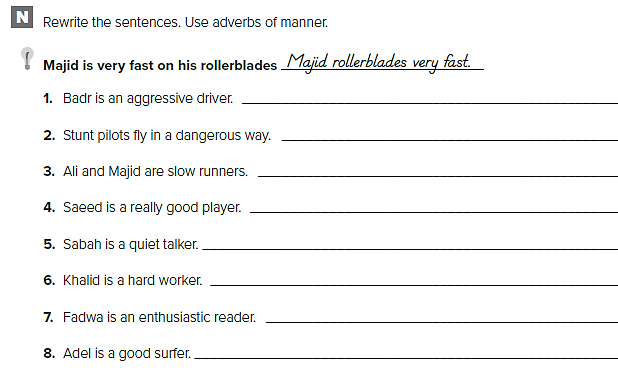 N Rewrite the sentences. Use adverbs of manner.
! Majid is very fast on his rollerblades Majid rollerblades very fast.
1. Badr is an aggressive driver.
2. Stunt pilots fly in a dangerous way.
3. Ali and Majid are slow runners.
4. Saeed is a really good player.
5. Sabah is a quiet talker.
6. Khalid is a hard worker.
7. Fadwa is an enthusiastic reader.
8. Adel is a good surfer.